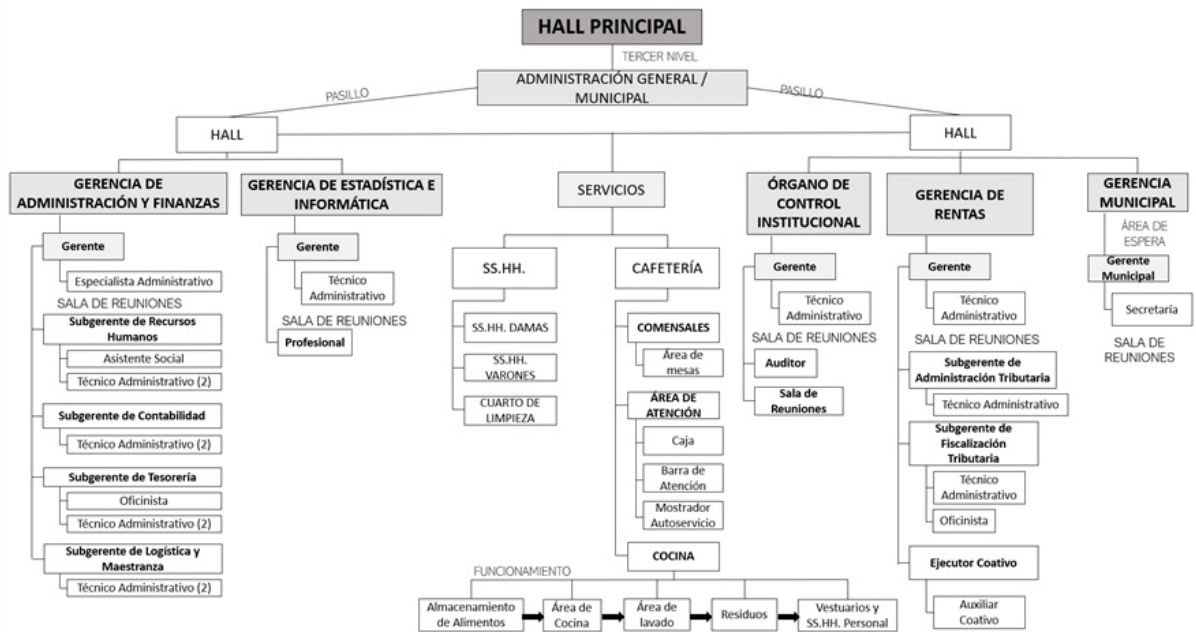 HALL PRINCIPAL
TERCER NIVEL
ADMINISTRACIÓN GENERAL /
MUNICIPAL
PASILLO
PASILLO
HALL
HALL
GERENCIA DE
ADMINISTRACIÓN Y FINANZAS
Gerente
Especialista Administrativo
SALA DE REUNIONES
Subgerente de Recursos
Humanos
Asistente Social
Técnico Administrativo (2)
Subgerente de Contabilidad
Técnico Administrativo (2)
Subgerente de Tesorería
Oficinista
Técnico Administrativo (2)
Subgerente de Logística y
Maestranza
Técnico Administrativo (2)
GERENCIA DE ESTADÍSTICA E
INFORMÁTICA
Gerente
Técnico
Administrativo
SALA DE REUNIONES
Profesional
SERVICIOS
SS.HH.
SS.HH. DAMAS
SS.HH.
VARONES
CUARTO DE
LIMPIEZA
CAFETERÍA
COMENSALES
Área de
mesas
ÁREA DE
ATENCIÓN
Caja
Barra de
Atención
Mostrador
Autoservicio
COCINA
FUNCIONAMIENTO
Almacenamiento
de Alimentos
Área de
Cocina
Área de
lavado
Residuos
Vestuarios y
SS.HH. Personal
ÓRGANO DE
CONTROL
INSTITUCIONAL
Gerente
Técnico
Administrativo
SALA DE REUNIONES
Auditor
Sala de
Reuniones
GERENCIA DE
RENTAS
Gerente
Técnico
Administrativo
SALA DE REUNIONES
Subgerente de
Administración Tributaria
Técnico Administrativo
Subgerente de
Fiscalización
Tributaria
Técnico
Administrativo
Oficinista
Ejecutor Coativo
Auxiliar
Coativo
GERENCIA
MUNICIPAL
ÁREA DE
ESPERA
Gerente
Municipal
Secretaría
SALA DE
REUNIONES